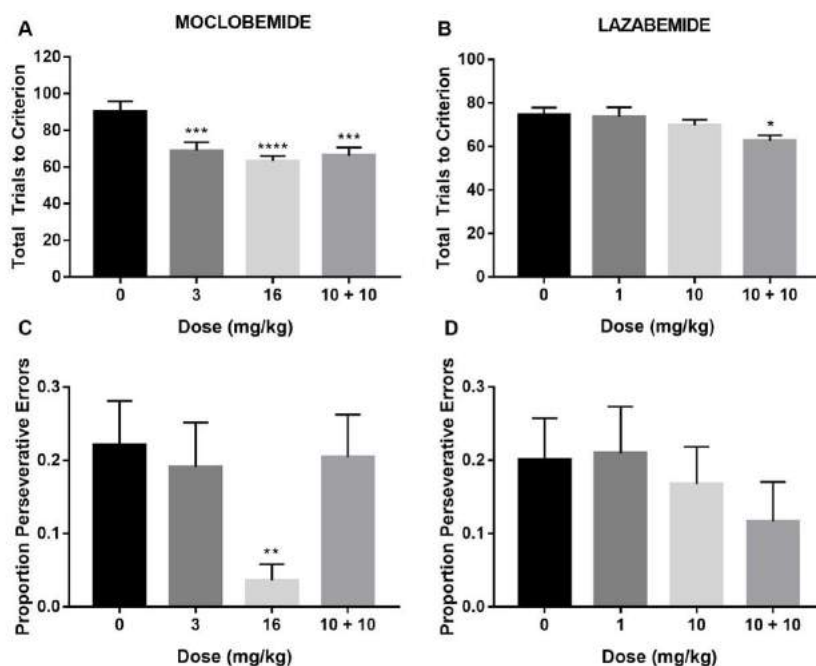 A
MOCLOBEMIDE
Total Trials to Criterion
120
100
80
60
40
20
0
***
****
***
0 3 16 10 + 10
Dose (mg/kg)
B
LAZABEMIDE
Total Trials to Criterion
100
80
60
40
20
0
*
0 1 10 10 + 10
Dose (mg/kg)
C
Proportion Perseverative Errors
0.3
0.2
0.1
0.0
**
0 3 16 10 + 10
Dose (mg/kg)
D
Proportion Perseverative Errors
0.3
0.2
0.1
0.0
0 1 10 10 + 10
Dose (mg/kg)